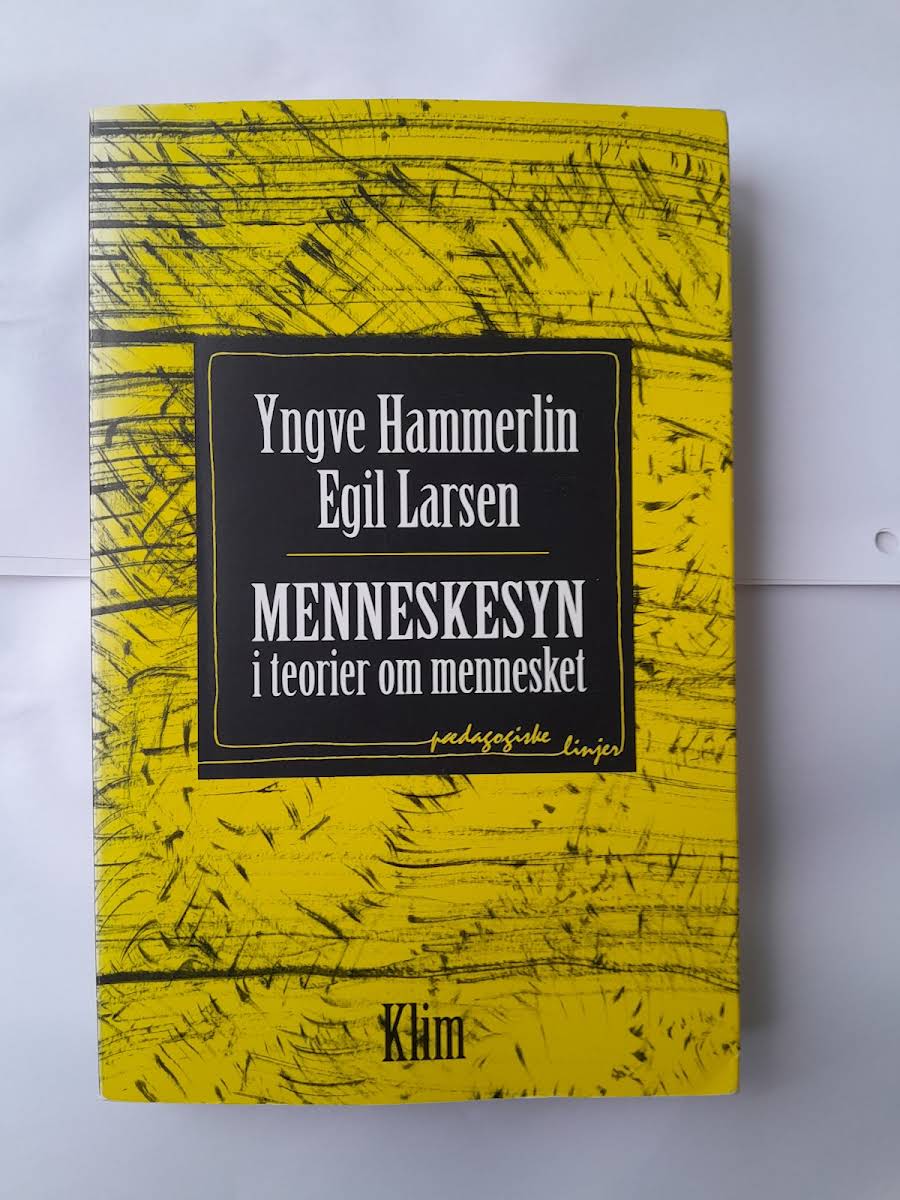 Yngve Hammerlin
Egil Larsen
MENNESKESYN
i teorier om mennesket
pædagogiske
linjer
Klim